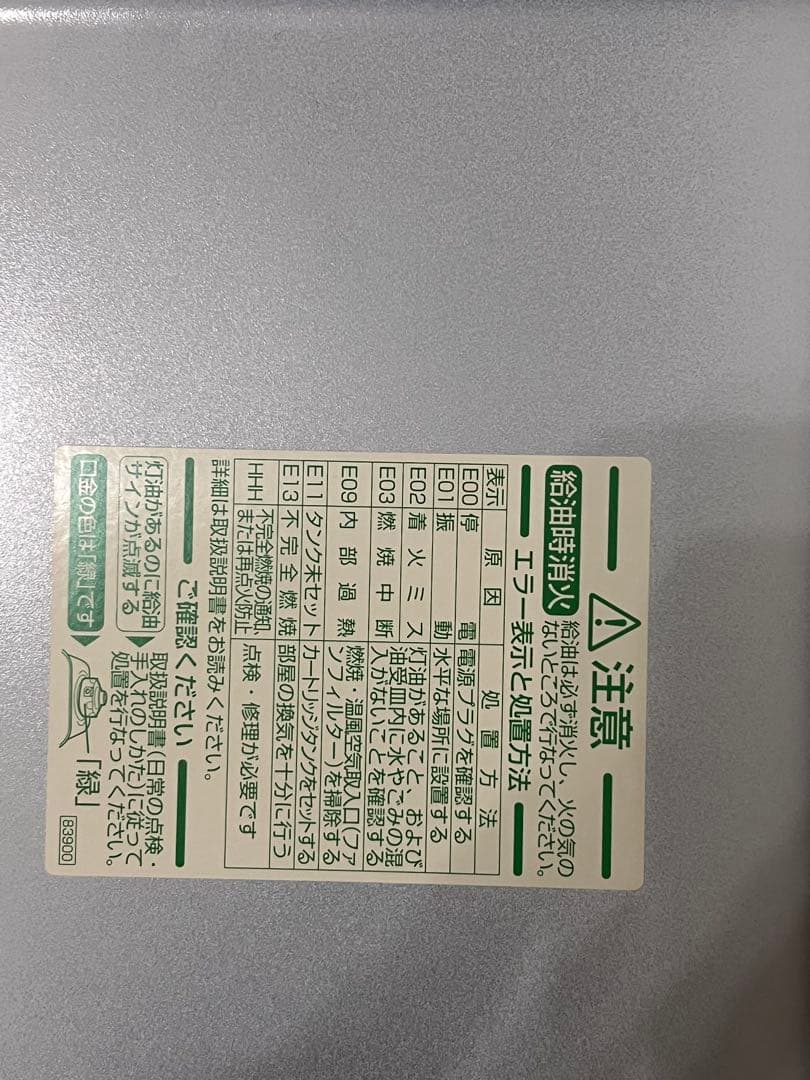 注意
給油時消火 給油は必ず消火し、火の気の
ないところで行なってください。
エラー表示と処置方法
表示 原因 処置方法
E00 停電 電源プラグを確認する
E01 振動 水平な場所に設置する
E02 着火ミス 灯油があること、および
E03 燃焼中断 油受皿内に水やごみの混
入がないことを確認する
E09 内部過熱 燃焼・温風空気取入口(ファ
ンフィルター)を掃除する
E11 タンク未セット カートリッジタンクをセットする
E13 不完全燃焼 部屋の換気を十分に行う
HHH 不完全燃焼の通知、
または再点火防止 点検・修理が必要です
詳細は取扱説明書をお読みください。
ご確認ください
灯油があるのに給油
サインが点滅する
取扱説明書(日常の点検・
手入れのしかた)に従って
処置を行なってください。
口金の色は「緑」です
「緑」
83900